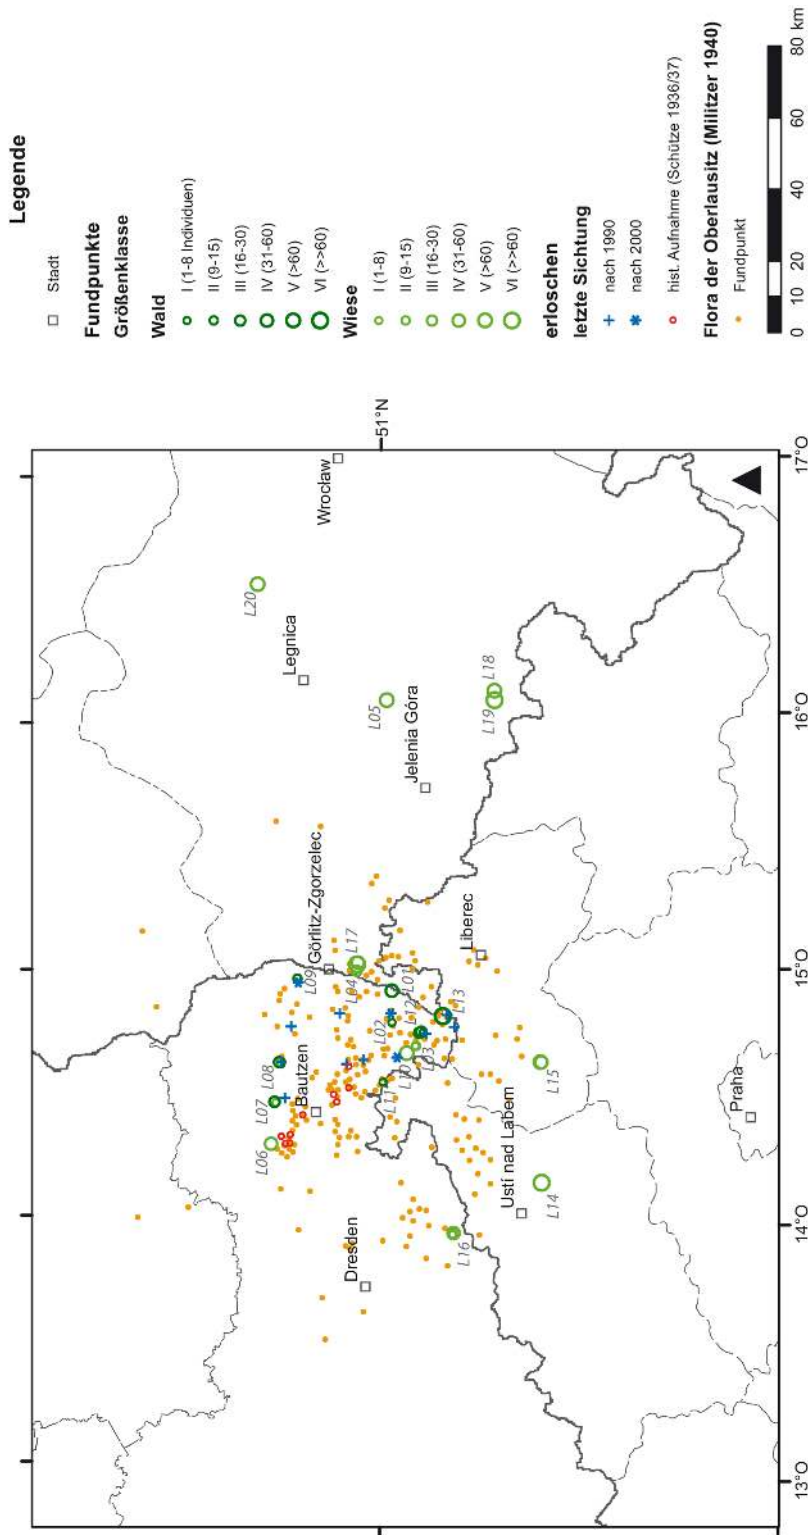 Legende
Stadt
Fundpunkte
Größenklasse
Wald
I (1-8 Individuen)
II (9-15)
III (16-30)
IV (31-60)
V (>60)
VI (>>60)
Wiese
I (1-8)
II (9-15)
III (16-30)
IV (31-60)
V (>60)
VI (>>60)
erloschen
letzte Sichtung
nach 1990
nach 2000
hist. Aufnahme (Schütze 1936/37)
Flora der Oberlausitz (Militzer 1940)
Fundpunkt
0 10 20 40 60 80 km
L20
Legnica
Wrocław
51°N
L05
Jelenia Góra
L18
L19
Görlitz-Zgorzelec
L17
L04
L09
L01
L12
L02
L13
L03
L10
L11
Liberec
L08
L07
L06
Bautzen
Dresden
L16
Ustí nad Labem
L15
L14
Praha
13°O
14°O
15°O
16°O
17°O